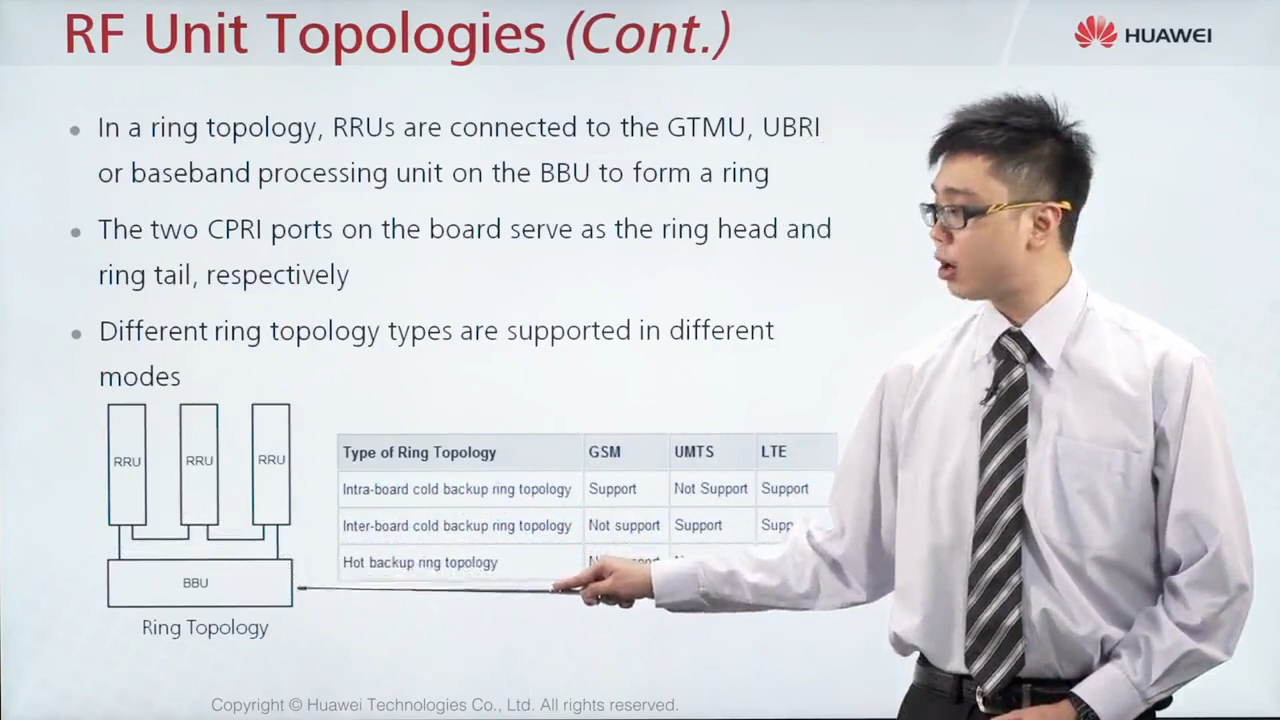 RF Unit Topologies (Cont.)
HUAWEI
In a ring topology, RRUs are connected to the GTMU, UBRI
or baseband processing unit on the BBU to form a ring
The two CPRI ports on the board serve as the ring head and
ring tail, respectively
Different ring topology types are supported in different
modes
RRU RRU RRU
BBU
Ring Topology
Type of Ring Topology GSM UMTS LTE
Intra-board cold backup ring topology Support Not Support Support
Inter-board cold backup ring topology Not support Support
Hot backup ring topology
Copyright © Huawei Technologies Co., Ltd. All rights reserved.